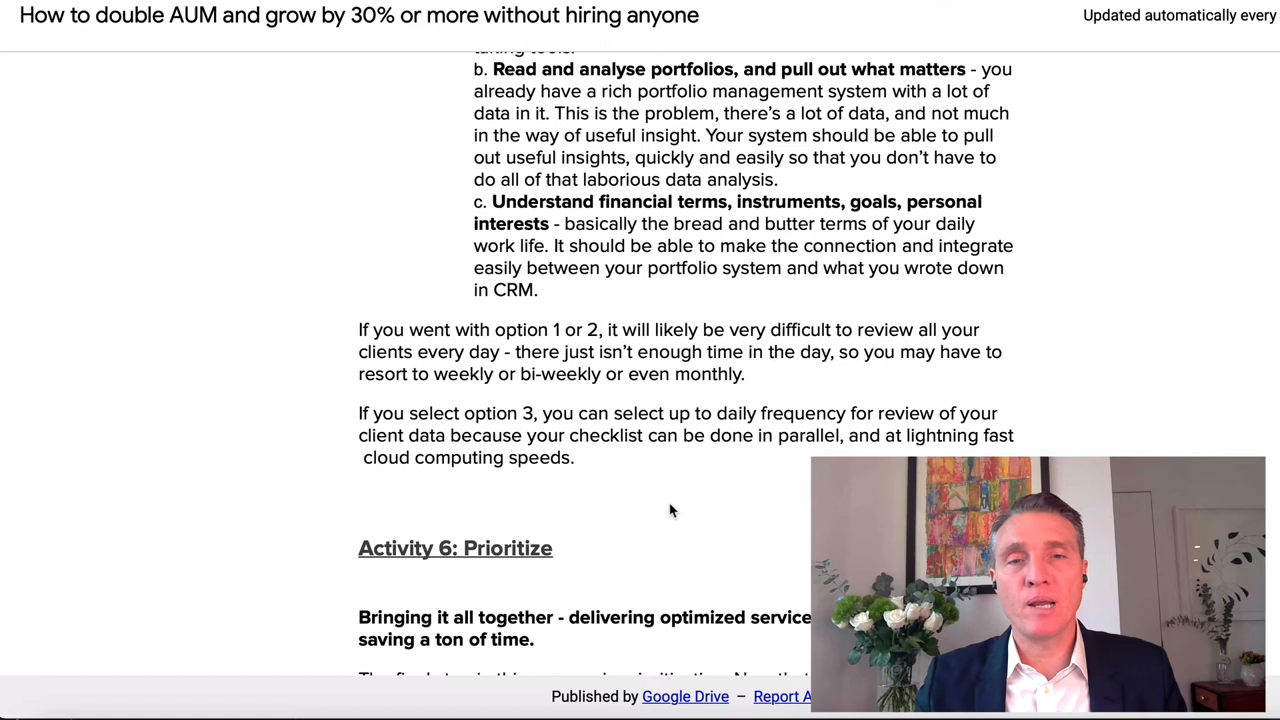 How to double AUM and grow by 30% or more without hiring anyone
Updated automatically every
b. Read and analyse portfolios, and pull out what matters - you
already have a rich portfolio management system with a lot of
data in it. This is the problem, there's a lot of data, and not much
in the way of useful insight. Your system should be able to pull
out useful insights, quickly and easily so that you don't have to
do all of that laborious data analysis.
c. Understand financial terms, instruments, goals, personal
interests - basically the bread and butter terms of your daily
work life. It should be able to make the connection and integrate
easily between your portfolio system and what you wrote down
in CRM.
If you went with option 1 or 2, it will likely be very difficult to review all your
clients every day - there just isn't enough time in the day, so you may have to
resort to weekly or bi-weekly or even monthly.
If you select option 3, you can select up to daily frequency for review of your
client data because your checklist can be done in parallel, and at lightning fast
cloud computing speeds.
Activity 6: Prioritize
Bringing it all together - delivering optimized service
saving a ton of time.
Published by Google Drive – Report A